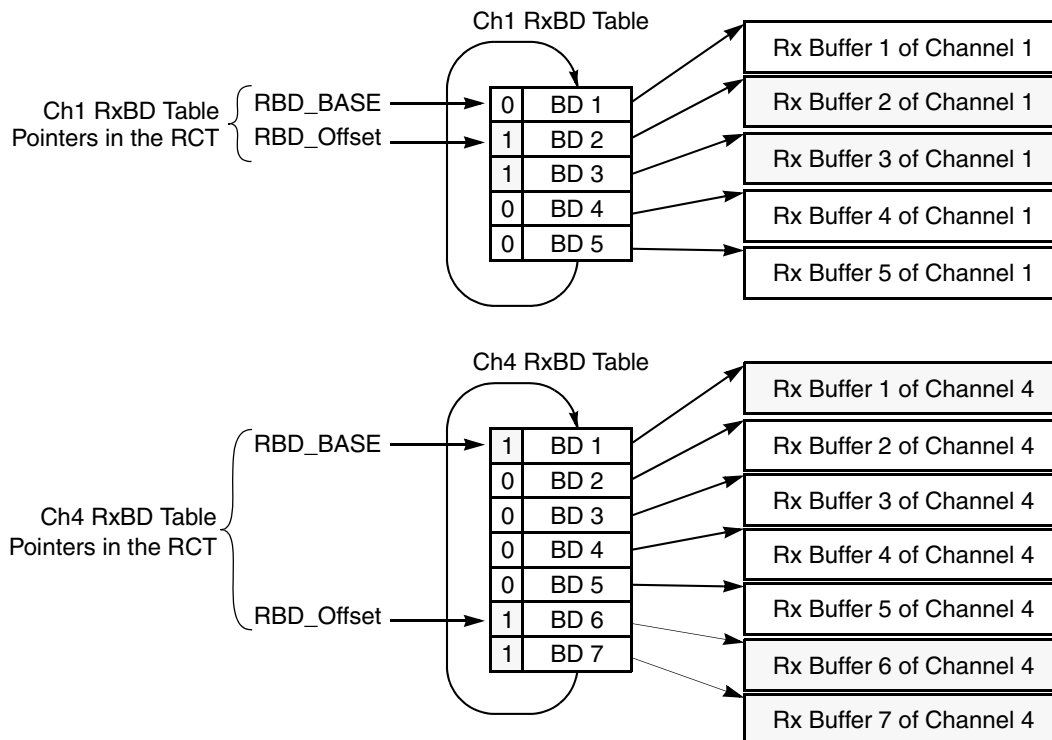 Ch1 RxBD Table
Ch1 RxBD Table
Pointers in the RCT
RBD_BASE
RBD_Offset
0 BD 1
1 BD 2
1 BD 3
0 BD 4
0 BD 5
Rx Buffer 1 of Channel 1
Rx Buffer 2 of Channel 1
Rx Buffer 3 of Channel 1
Rx Buffer 4 of Channel 1
Rx Buffer 5 of Channel 1
Ch4 RxBD Table
Ch4 RxBD Table
Pointers in the RCT
RBD_BASE
RBD_Offset
1 BD 1
0 BD 2
0 BD 3
0 BD 4
0 BD 5
1 BD 6
1 BD 7
Rx Buffer 1 of Channel 4
Rx Buffer 2 of Channel 4
Rx Buffer 3 of Channel 4
Rx Buffer 4 of Channel 4
Rx Buffer 5 of Channel 4
Rx Buffer 6 of Channel 4
Rx Buffer 7 of Channel 4